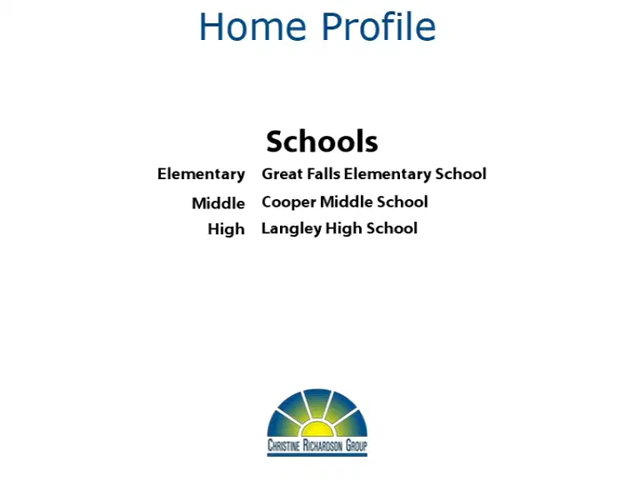 Home Profile
Schools
Elementary Great Falls Elementary School
Middle Cooper Middle School
High Langley High School
CHRISTINE RICHARDSON GROUP